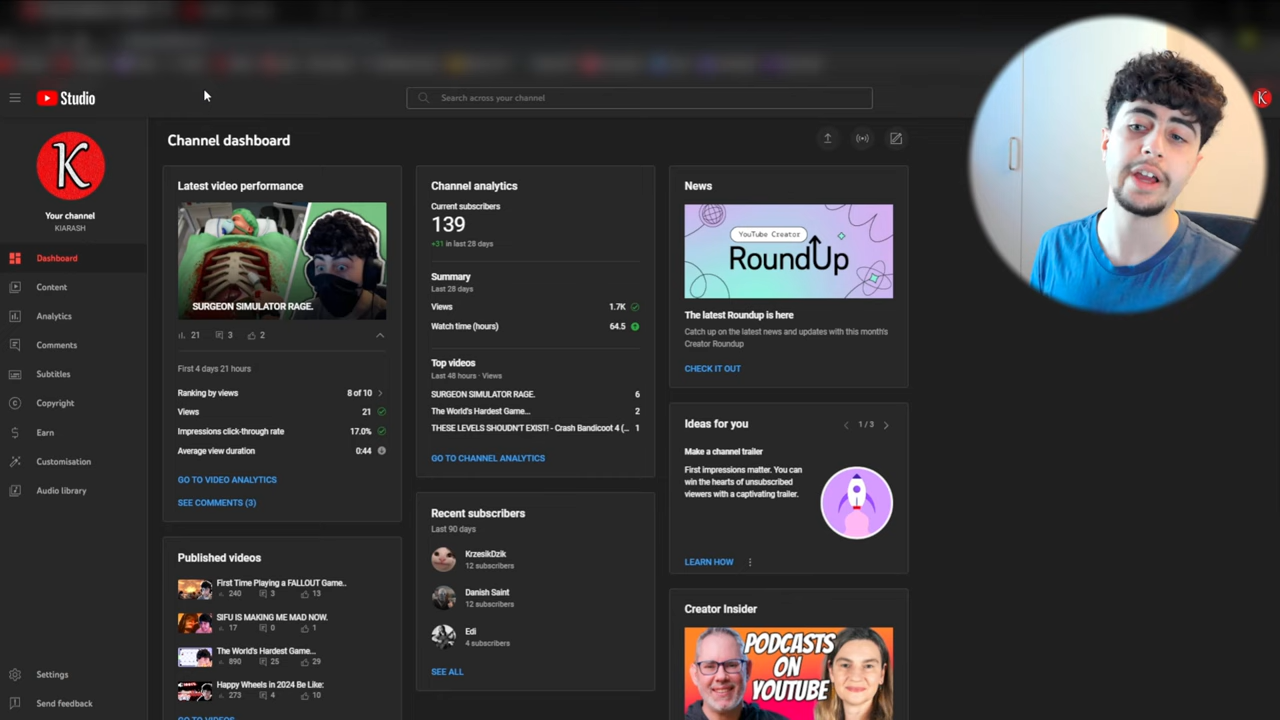 Studio
Search across your channel
K
K
Your channel
KIARASH
Dashboard
Content
Analytics
Comments
Subtitles
Copyright
Earn
Customisation
Audio library
Settings
Send feedback
Channel dashboard
Latest video performance
SURGEON SIMULATOR RAGE.
21 3 2
First 4 days 21 hours
Ranking by views 8 of 10
Views 21
Impressions click-through rate 17.0%
Average view duration 0:44
GO TO VIDEO ANALYTICS
SEE COMMENTS (3)
Published videos
First Time Playing a FALLOUT Game..
240 3 13
SIFU IS MAKING ME MAD NOW.
17 0 1
The World's Hardest Game...
890 25 29
Happy Wheels in 2024 Be Like:
273 4 10
GO TO VIDEOS
Channel analytics
Current subscribers
139
+31 in last 28 days
Summary
Last 28 days
Views 1.7K
Watch time (hours) 64.5
Top videos
Last 48 hours · Views
SURGEON SIMULATOR RAGE. 6
The World's Hardest Game... 2
THESE LEVELS SHOUDN'T EXIST! - Crash Bandicoot 4 (... 1
GO TO CHANNEL ANALYTICS
Recent subscribers
Last 90 days
KrzesikDzik
12 subscribers
Danish Saint
12 subscribers
Edi
4 subscribers
SEE ALL
News
YouTube Creator
RoundUp
The latest Roundup is here
Catch up on the latest news and updates with this month's
Creator Roundup
CHECK IT OUT
Ideas for you 1 / 3
Make a channel trailer
First impressions matter. You can
win the hearts of unsubscribed
viewers with a captivating trailer.
LEARN HOW
Creator Insider
PODCASTS
ON
YOUTUBE